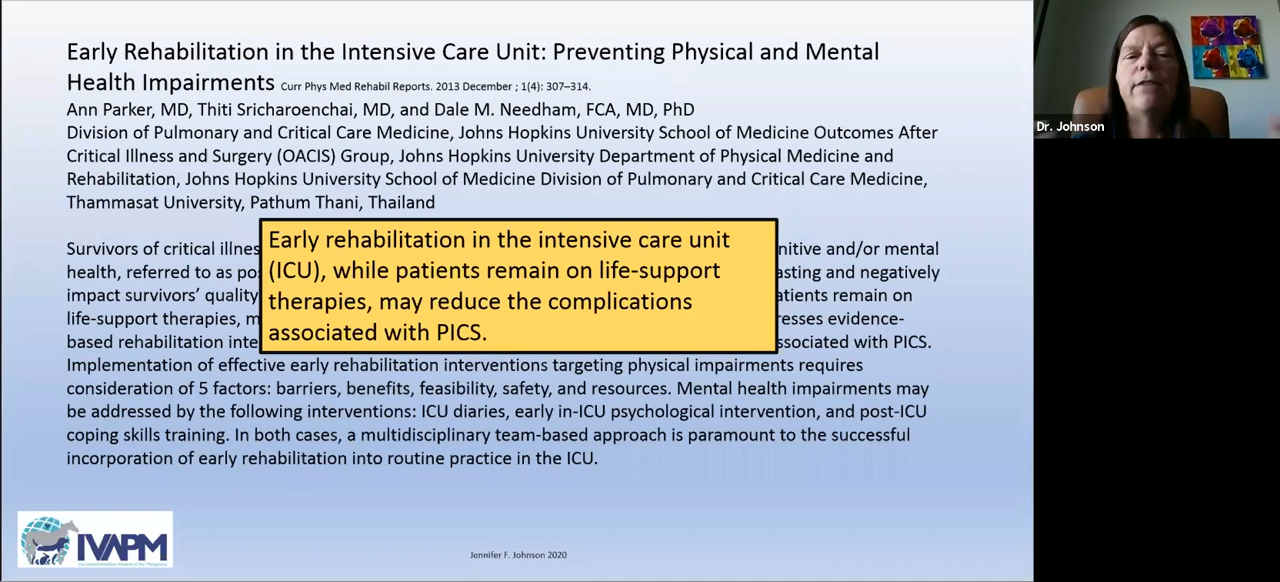 Early Rehabilitation in the Intensive Care Unit: Preventing Physical and Mental
Health Impairments Curr Phys Med Rehabil Reports. 2013 December ; 1(4): 307–314.
Ann Parker, MD, Thiti Sricharoenchai, MD, and Dale M. Needham, FCA, MD, PhD
Division of Pulmonary and Critical Care Medicine, Johns Hopkins University School of Medicine Outcomes After
Critical Illness and Surgery (OACIS) Group, Johns Hopkins University Department of Physical Medicine and
Rehabilitation, Johns Hopkins University School of Medicine Division of Pulmonary and Critical Care Medicine,
Thammasat University, Pathum Thani, Thailand
Early rehabilitation in the intensive care unit
(ICU), while patients remain on life-support
therapies, may reduce the complications
associated with PICS.
Survivors of critical and/or mental
health, referred to as and negatively
impact survivors’ quality remain on
life-support therapies, evidence-
based rehabilitation with PICS.
Implementation of effective early rehabilitation interventions targeting physical impairments requires
consideration of 5 factors: barriers, benefits, feasibility, safety, and resources. Mental health impairments may
be addressed by the following interventions: ICU diaries, early in-ICU psychological intervention, and post-ICU
coping skills training. In both cases, a multidisciplinary team-based approach is paramount to the successful
incorporation of early rehabilitation into routine practice in the ICU.
IVAPM
Jennifer F. Johnson 2020
Dr. Johnson